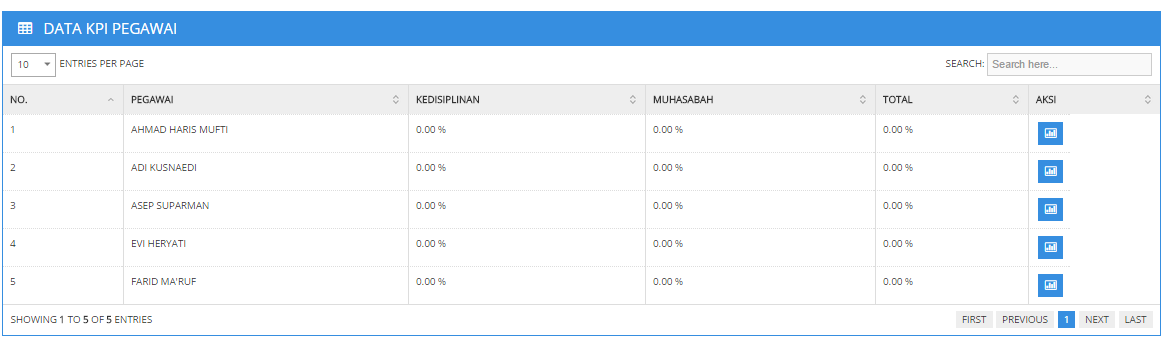 DATA KPI PEGAWAI
10 ENTRIES PER PAGE SEARCH: Search here...
NO. PEGAWAI KEDISIPLINAN MUHASABAH TOTAL AKSI
1 AHMAD HARIS MUFTI 0.00 % 0.00 % 0.00 %
2 ADI KUSNAEDI 0.00 % 0.00 % 0.00 %
3 ASEP SUPARMAN 0.00 % 0.00 % 0.00 %
4 EVI HERYATI 0.00 % 0.00 % 0.00 %
5 FARID MA'RUF 0.00 % 0.00 % 0.00 %
SHOWING 1 TO 5 OF 5 ENTRIES FIRST PREVIOUS 1 NEXT LAST